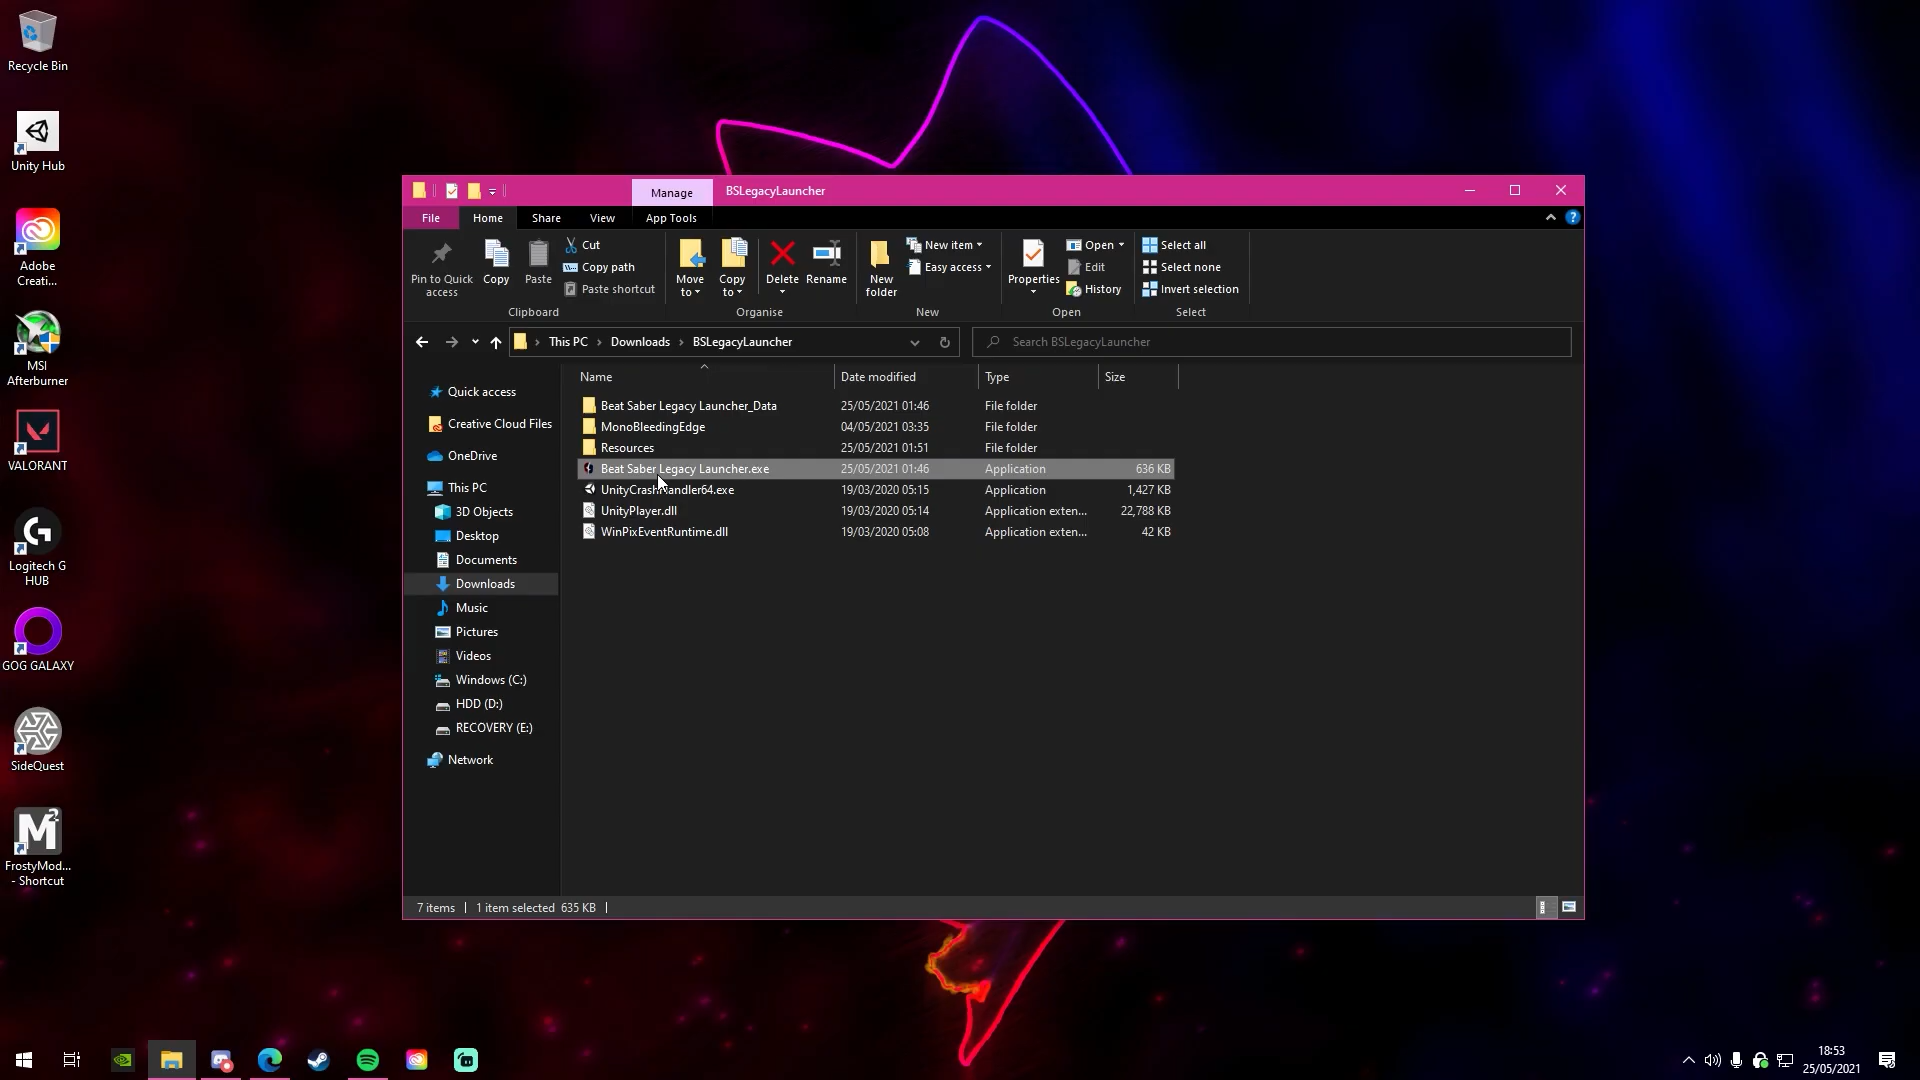 Recycle Bin
Unity Hub
Adobe
Creati...
MSI
Afterburner
VALORANT
Logitech G
HUB
GOG GALAXY
SideQuest
FrostyMod...
- Shortcut
Manage
BSLegacyLauncher
File
Home
Share
View
App Tools
Pin to Quick
access
Copy
Paste
Cut
Copy path
Paste shortcut
Clipboard
Move
to
Copy
to
Delete
Rename
Organise
New
folder
New item
Easy access
New
Properties
Open
Edit
History
Open
Select all
Select none
Invert selection
Select
This PC > Downloads > BSLegacyLauncher
Search BSLegacyLauncher
Quick access
Creative Cloud Files
OneDrive
This PC
3D Objects
Desktop
Documents
Downloads
Music
Pictures
Videos
Windows (C:)
HDD (D:)
RECOVERY (E:)
Network
Name Date modified Type Size
Beat Saber Legacy Launcher_Data 25/05/2021 01:46 File folder
MonoBleedingEdge 04/05/2021 03:35 File folder
Resources 25/05/2021 01:51 File folder
Beat Saber Legacy Launcher.exe 25/05/2021 01:46 Application 636 KB
UnityCrashHandler64.exe 19/03/2020 05:15 Application 1,427 KB
UnityPlayer.dll 19/03/2020 05:14 Application exten... 22,788 KB
WinPixEventRuntime.dll 19/03/2020 05:08 Application exten... 42 KB
7 items 1 item selected 635 KB
18:53
25/05/2021